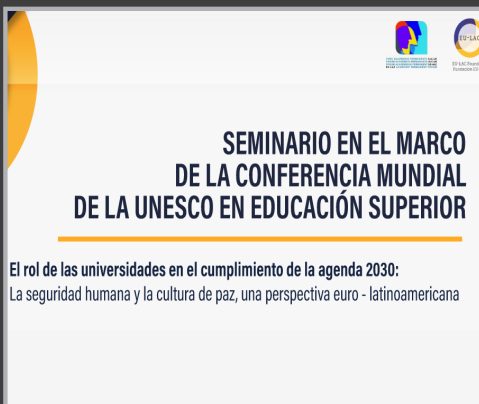 EU-LAC
SEMINARIO EN EL MARCO
DE LA CONFERENCIA MUNDIAL
DE LA UNESCO EN EDUCACIÓN SUPERIOR
El rol de las universidades en el cumplimiento de la agenda 2030:
La seguridad humana y la cultura de paz, una perspectiva euro - latinoamericana